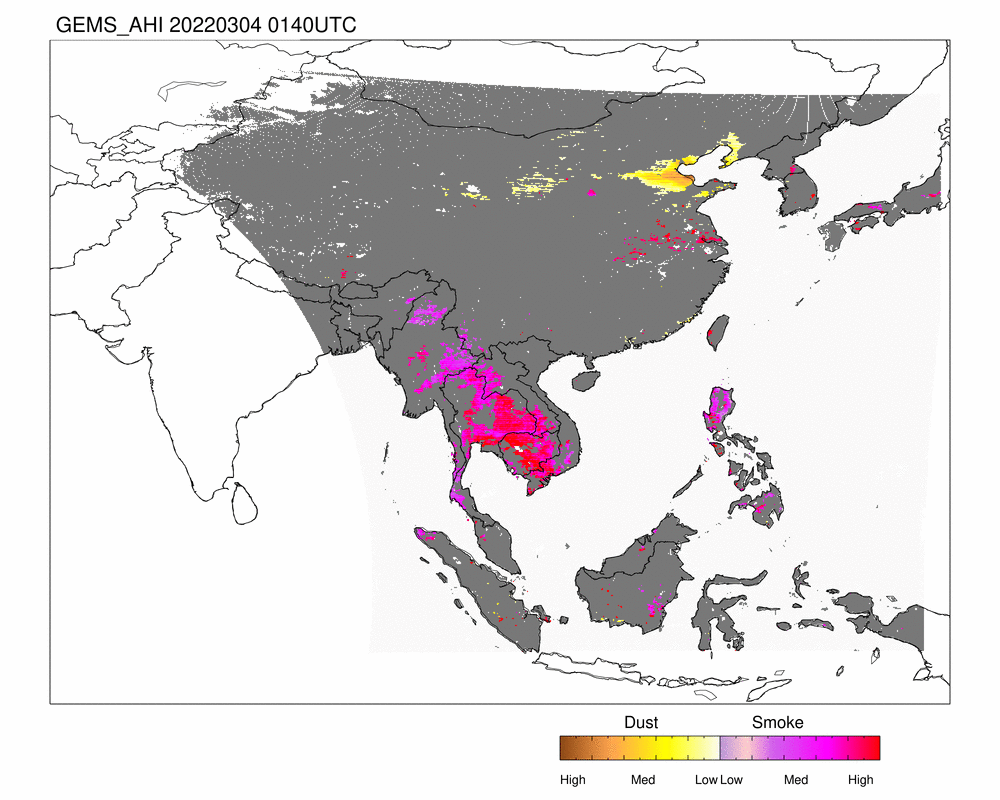 GEMS_AHI 20220304 0140UTC
Dust Smoke
High Med Low Low Med High